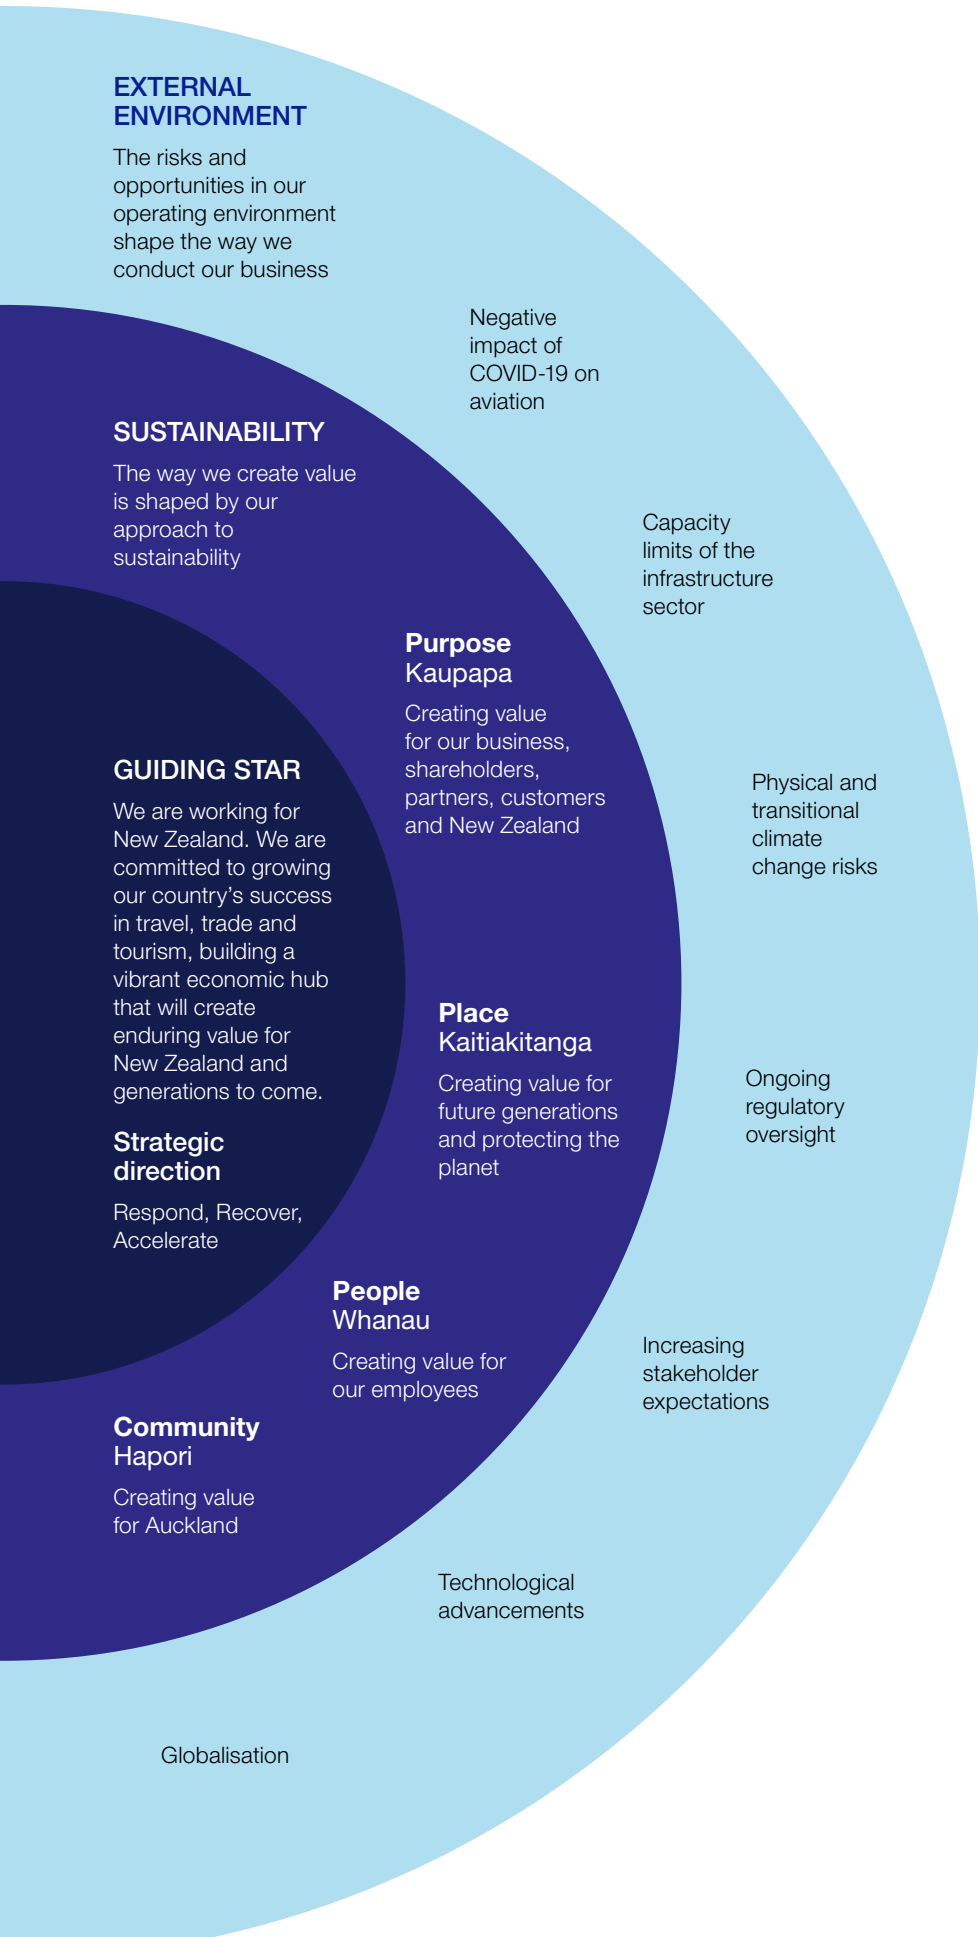 EXTERNAL
ENVIRONMENT
The risks and
opportunities in our
operating environment
shape the way we
conduct our business
Negative
impact of
COVID-19 on
aviation
Capacity
limits of the
infrastructure
sector
Physical and
transitional
climate
change risks
Ongoing
regulatory
oversight
Increasing
stakeholder
expectations
Technological
advancements
Globalisation
SUSTAINABILITY
The way we create value
is shaped by our
approach to
sustainability
Purpose
Kaupapa
Creating value
for our business,
shareholders,
partners, customers
and New Zealand
Place
Kaitiakitanga
Creating value for
future generations
and protecting the
planet
People
Whanau
Creating value for
our employees
Community
Hapori
Creating value
for Auckland
GUIDING STAR
We are working for
New Zealand. We are
committed to growing
our country's success
in travel, trade and
tourism, building a
vibrant economic hub
that will create
enduring value for
New Zealand and
generations to come.
Strategic
direction
Respond, Recover,
Accelerate